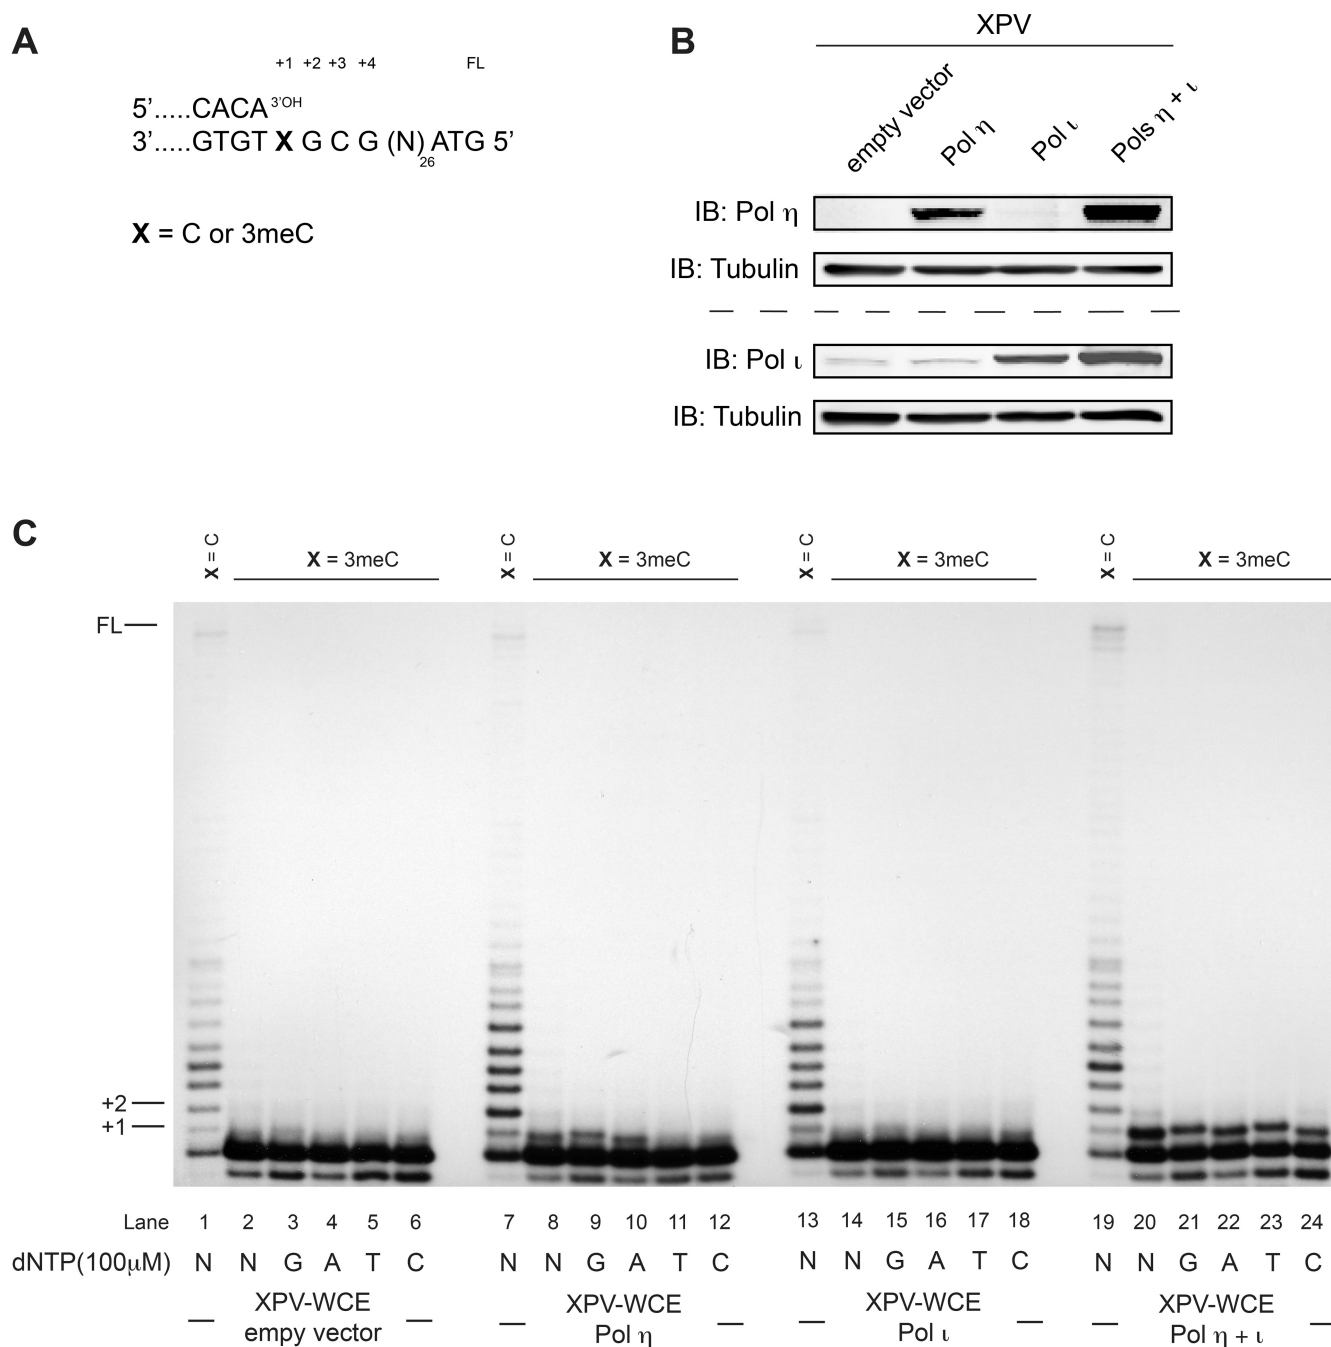 A
+1 +2 +3 +4 FL
5’.....CACA 3’OH
3’.....GTGT X G C G (N) ATG 5’
26
X = C or 3meC
B
XPV
empty vector
Pol η
Pol ι
Pols η + ι
IB: Pol η
IB: Tubulin
IB: Pol ι
IB: Tubulin
C
X = C
X = 3meC
X = C
X = 3meC
X = C
X = 3meC
X = C
X = 3meC
FL
+2
+1
Lane 1 2 3 4 5 6 7 8 9 10 11 12 13 14 15 16 17 18 19 20 21 22 23 24
dNTP(100µM) N N G A T C N N G A T C N N G A T C N N G A T C
XPV-WCE
empy vector
XPV-WCE
Pol η
XPV-WCE
Pol ι
XPV-WCE
Pol η + ι